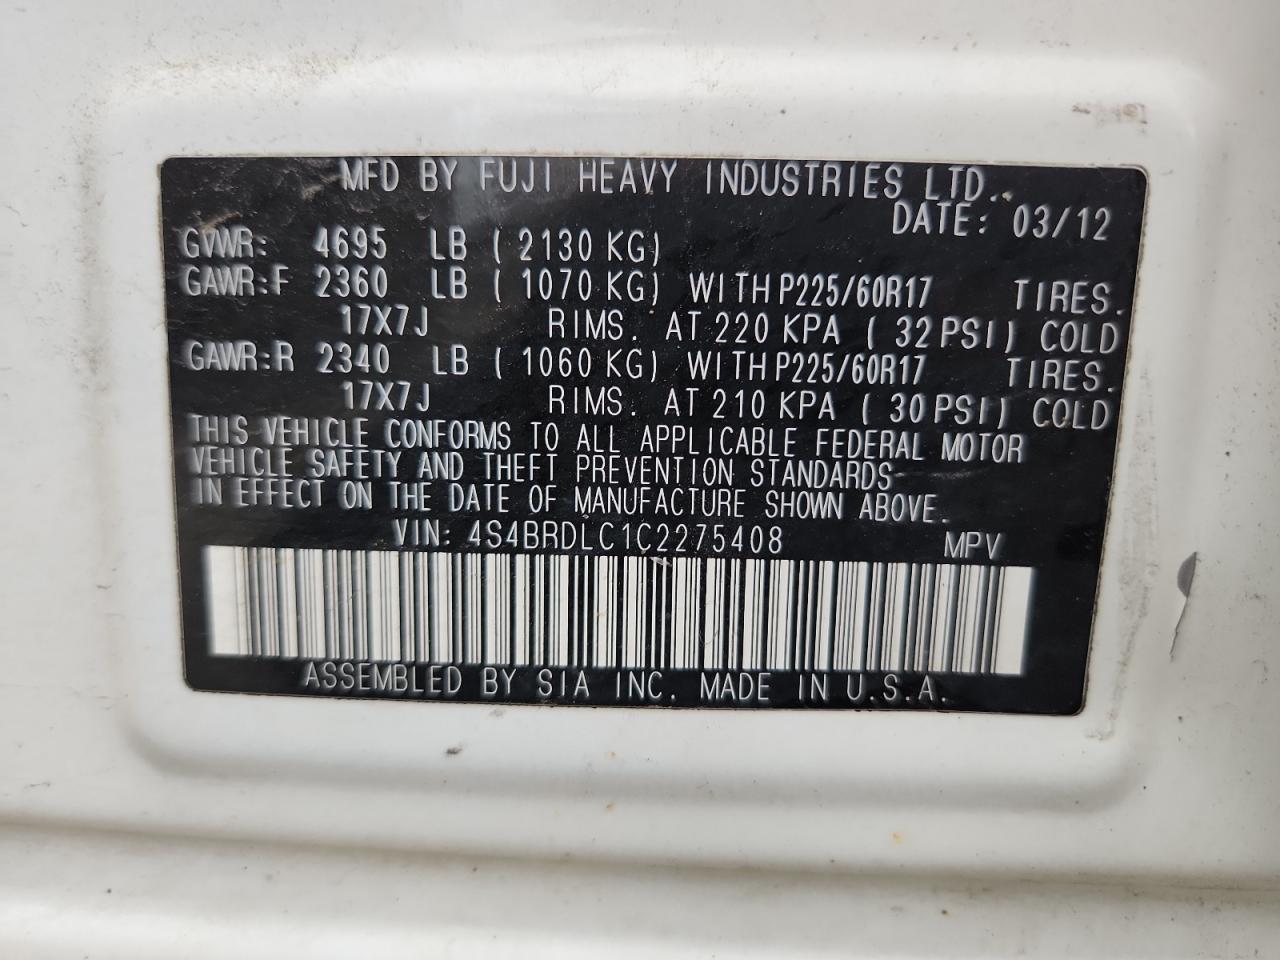 MFD BY FUJI HEAVY INDUSTRIES LTD.
DATE: 03/12
GVWR: 4695 LB ( 2130 KG)
GAWR:F 2360 LB ( 1070 KG) WITH P225/60R17 TIRES.
17X7J RIMS. AT 220 KPA ( 32 PSI) COLD
GAWR:R 2340 LB ( 1060 KG) WITH P225/60R17 TIRES.
17X7J RIMS. AT 210 KPA ( 30 PSI) COLD
THIS VEHICLE CONFORMS TO ALL APPLICABLE FEDERAL MOTOR
VEHICLE SAFETY AND THEFT PREVENTION STANDARDS
IN EFFECT ON THE DATE OF MANUFACTURE SHOWN ABOVE.
VIN: 4S4BRDLC1C2275408 MPV
ASSEMBLED BY SIA INC. MADE IN U.S.A.